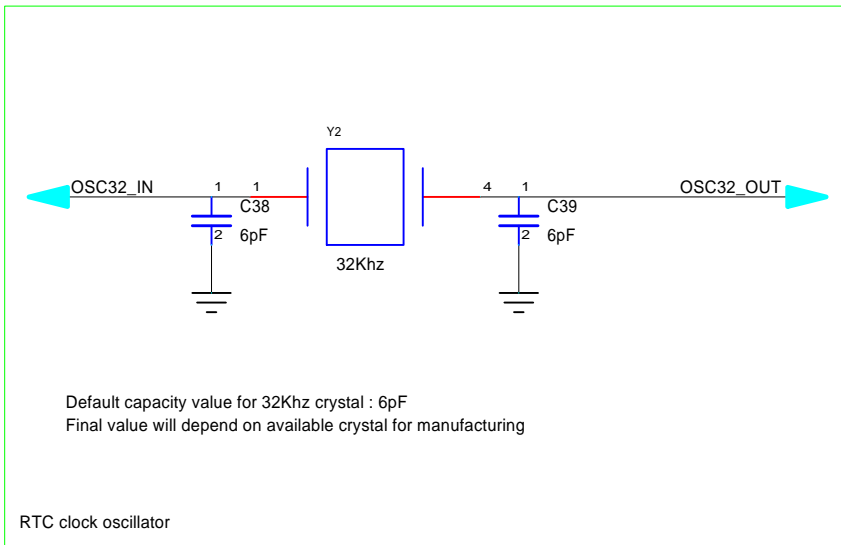 Y2
OSC32_IN
1
1
4
1
OSC32_OUT
C38
C39
2
6pF
2
6pF
32Khz
Default capacity value for 32Khz crystal : 6pF
Final value will depend on available crystal for manufacturing
RTC clock oscillator